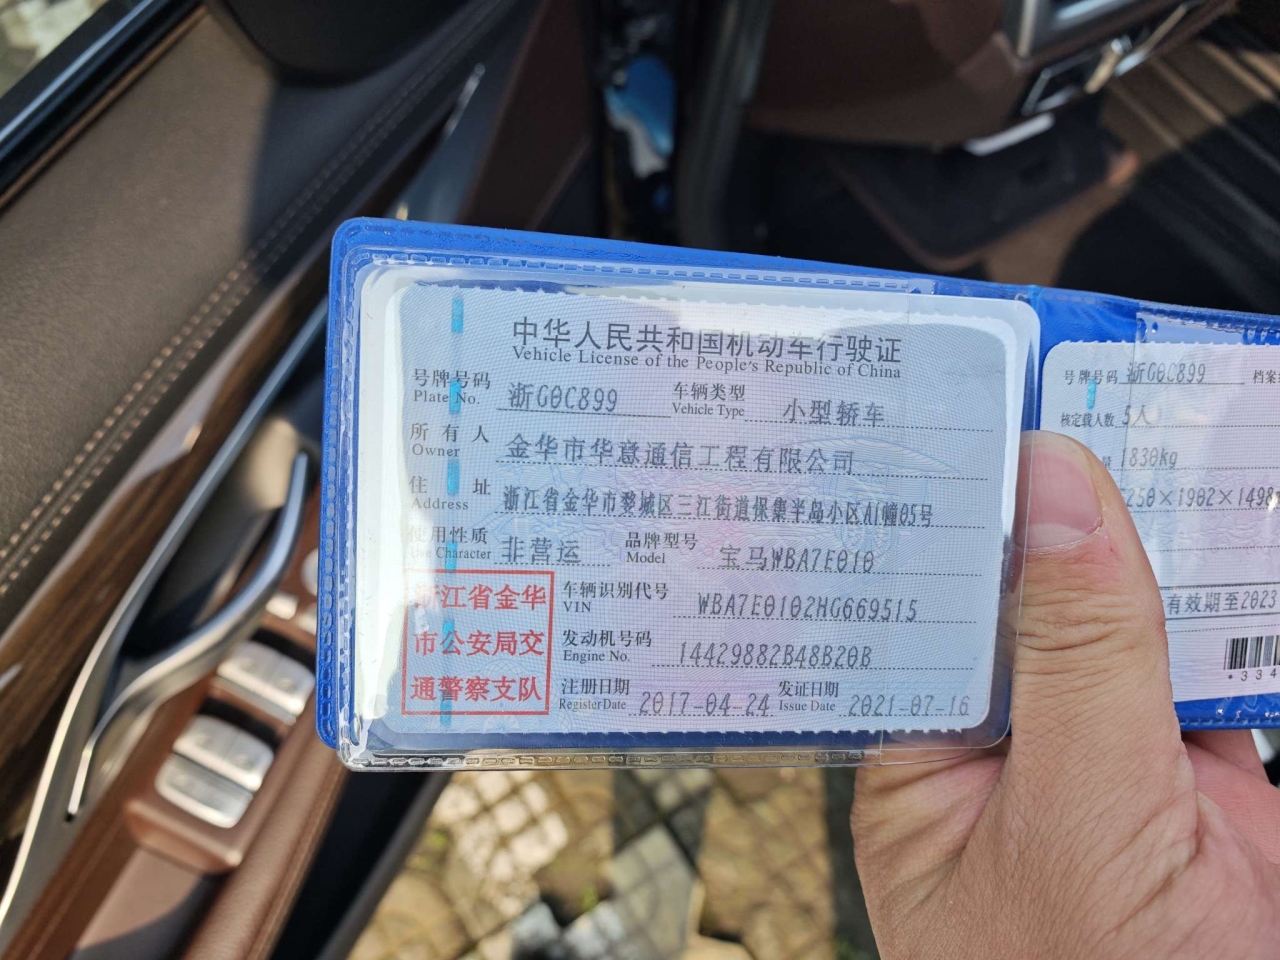 中华人民共和国机动车行驶证
Vehicle License of the People's Republic of China
号牌号码 浙G0C899 车辆类型 小型轿车
Plate No. Vehicle Type
所有人 金华市华意通信工程有限公司
Owner
住址 浙江省金华市婺城区三江街道保集半岛小区A1幢05号
Address
使用性质 非营运 品牌型号 宝马WBA7E010
Use Character Model
浙江省金华
市公安局交
通警察支队
车辆识别代号 WBA7E0102HG669515
VIN
发动机号码 14429882B48B20B
Engine No.
注册日期 2017-04-24 发证日期 2021-07-16
Register Date Issue Date
号牌号码 浙G0C899 档案
核定载人数 5人
量 1830kg
250×1902×1498
有效期至2023
*334